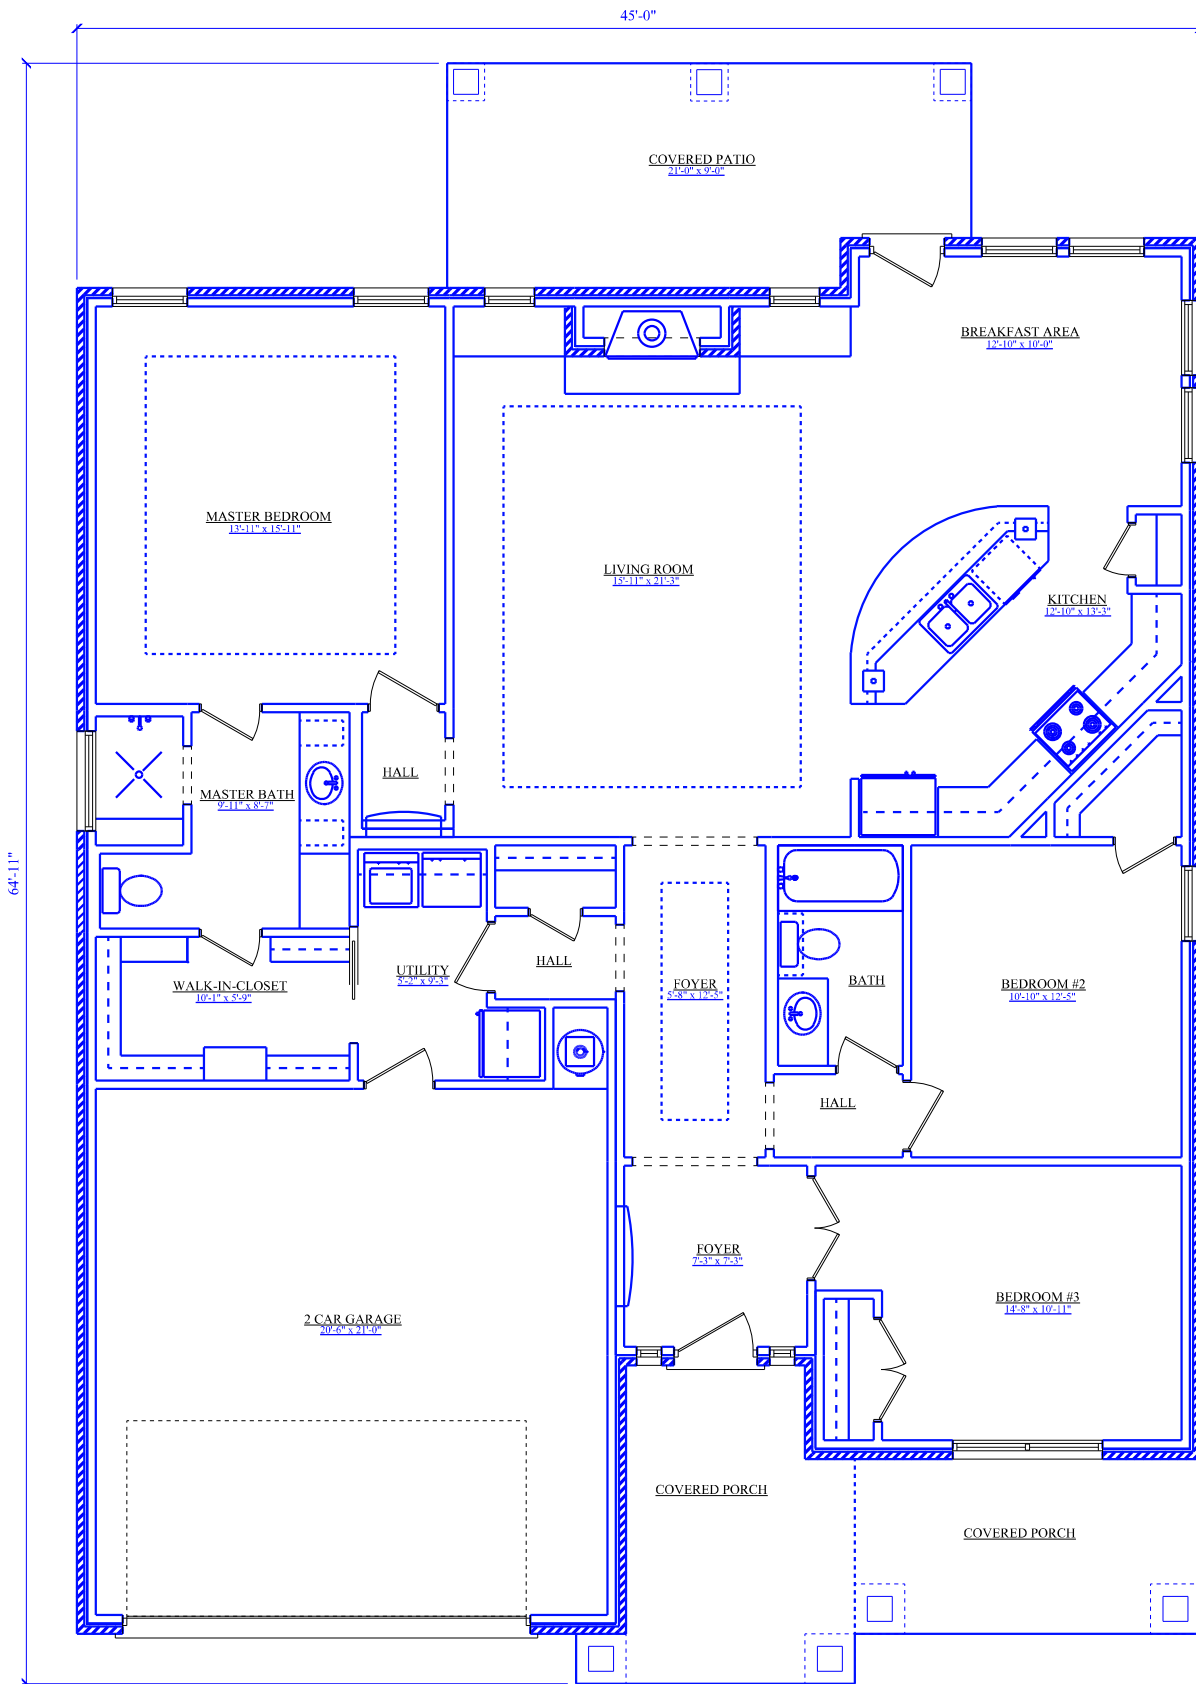 45'-0"
64'-11"
COVERED PATIO
21'-0" x 9'-0"
BREAKFAST AREA
12'-10" x 10'-0"
MASTER BEDROOM
13'-11" x 15'-11"
LIVING ROOM
15'-11" x 21'-3"
KITCHEN
12'-10" x 13'-3"
HALL
MASTER BATH
9'-11" x 8'-7"
UTILITY
5'-2" x 9'-3"
HALL
WALK-IN-CLOSET
10'-1" x 5'-9"
FOYER
5'-8" x 12'-5"
BATH
BEDROOM #2
10'-10" x 12'-5"
HALL
FOYER
7'-3" x 7'-3"
BEDROOM #3
14'-8" x 10'-11"
2 CAR GARAGE
20'-6" x 21'-0"
COVERED PORCH
COVERED PORCH